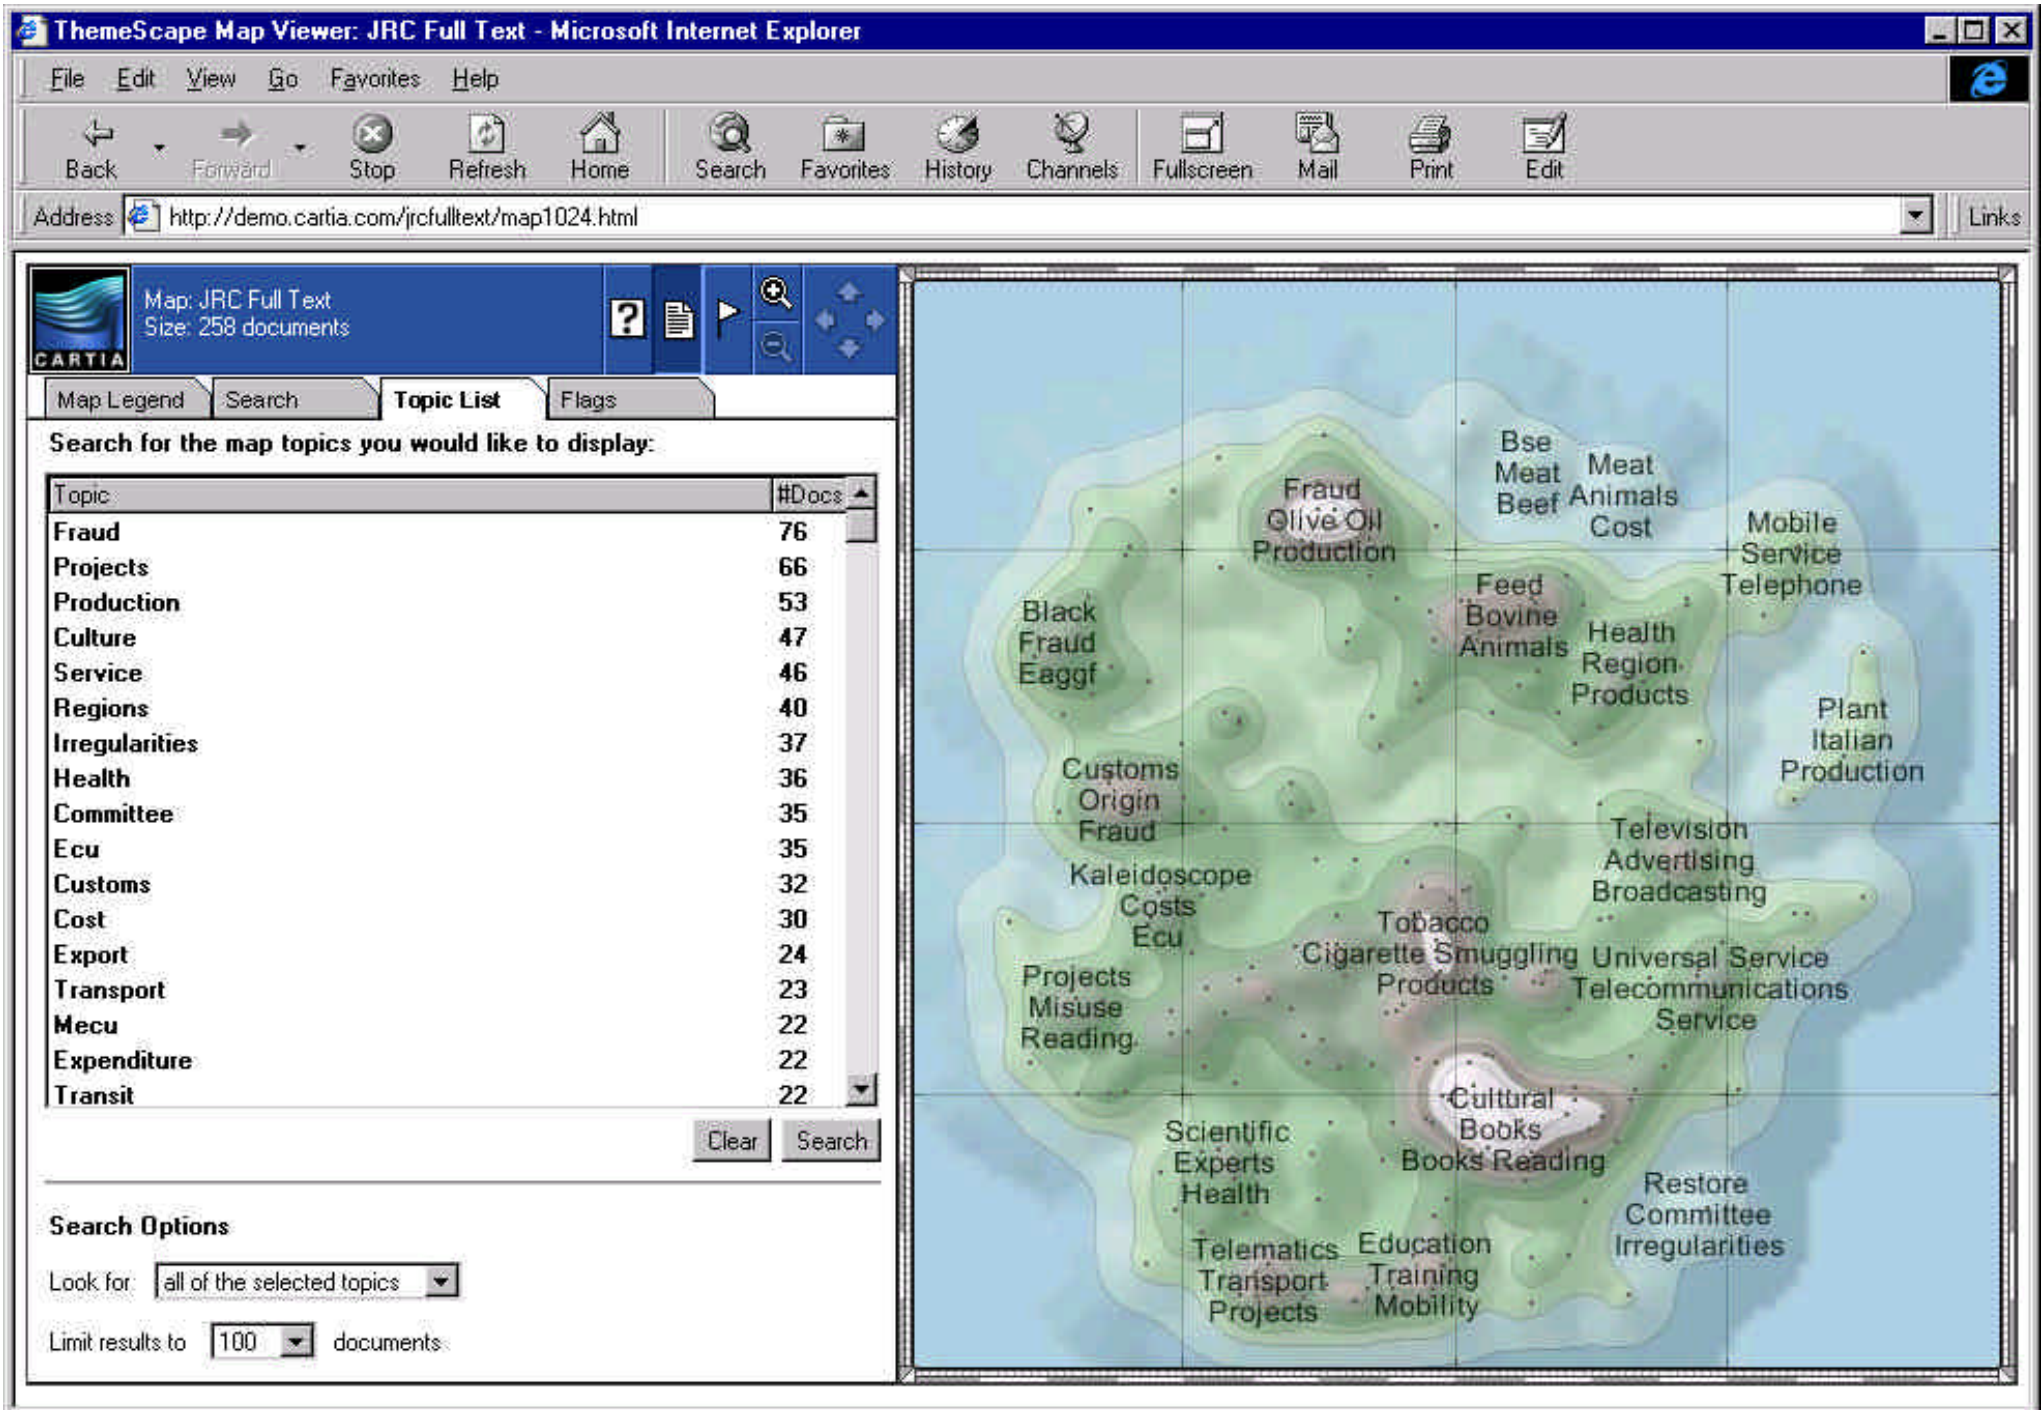 ThemeScape Map Viewer: JRC Full Text - Microsoft Internet Explorer
File Edit View Go Favorites Help
Back Forward Stop Refresh Home Search Favorites History Channels Fullscreen Mail Print Edit
Address http://demo.cartia.com/jrcfulltext/map1024.html Links
CARTIA
Map: JRC Full Text
Size: 258 documents
?
Map Legend Search Topic List Flags
Search for the map topics you would like to display:
Topic #Docs
Fraud 76
Projects 66
Production 53
Culture 47
Service 46
Regions 40
Irregularities 37
Health 36
Committee 35
Ecu 35
Customs 32
Cost 30
Export 24
Transport 23
Mecu 22
Expenditure 22
Transit 22
Clear Search
Search Options
Look for: all of the selected topics
Limit results to 100 documents
Bse
Meat
Beef
Meat
Animals
Cost
Fraud
Olive Oil
Production
Mobile
Service
Telephone
Feed
Bovine
Animals
Black
Fraud
Eaggf
Health
Region
Products
Plant
Italian
Production
Customs
Origin
Fraud
Television
Advertising
Broadcasting
Kaleidoscope
Costs
Ecu
Tobacco
Cigarette Smuggling
Products
Universal Service
Telecommunications
Service
Projects
Misuse
Reading
Cultural
Books
Books Reading
Scientific
Experts
Health
Restore
Committee
Irregularities
Telematics
Transport
Projects
Education
Training
Mobility